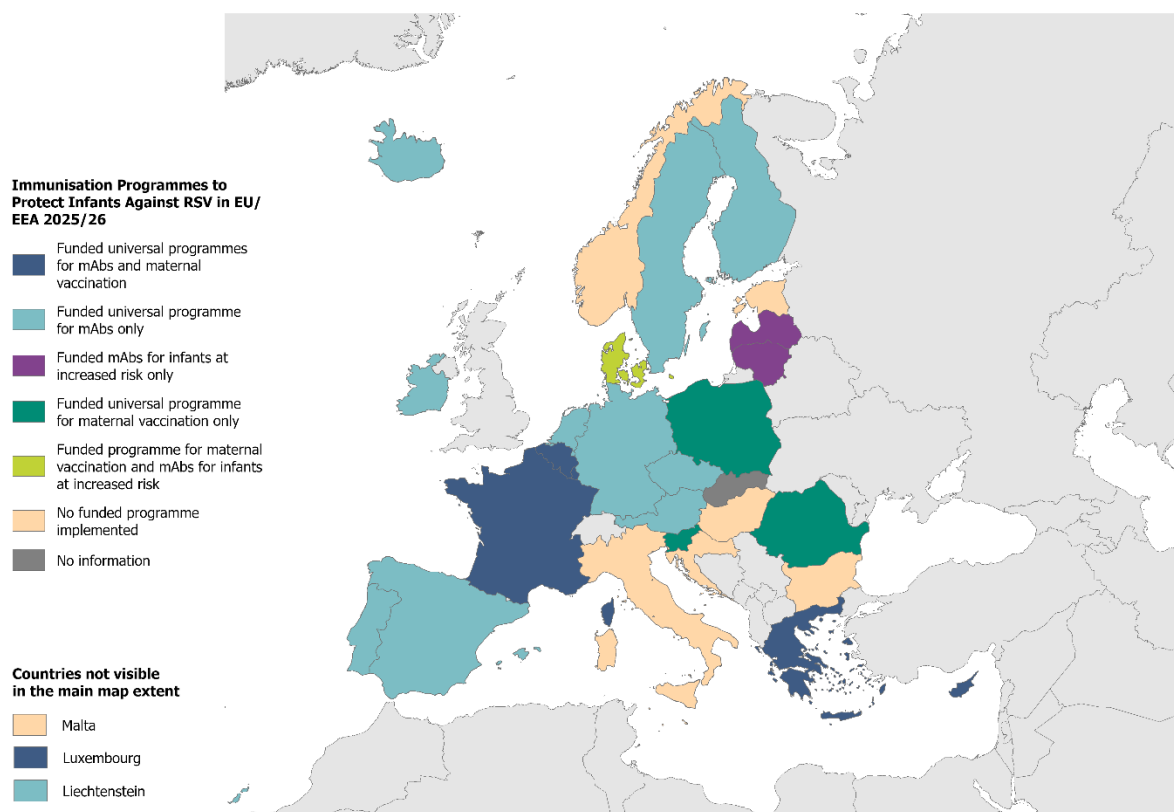 Immunisation Programmes to
Protect Infants Against RSV in EU/
EEA 2025/26
Funded universal programmes
for mAbs and maternal
vaccination
Funded universal programme
for mAbs only
Funded mAbs for infants at
increased risk only
Funded universal programme
for maternal vaccination only
Funded programme for maternal
vaccination and mAbs for infants
at increased risk
No funded programme
implemented
No information
Countries not visible
in the main map extent
Malta
Luxembourg
Liechtenstein